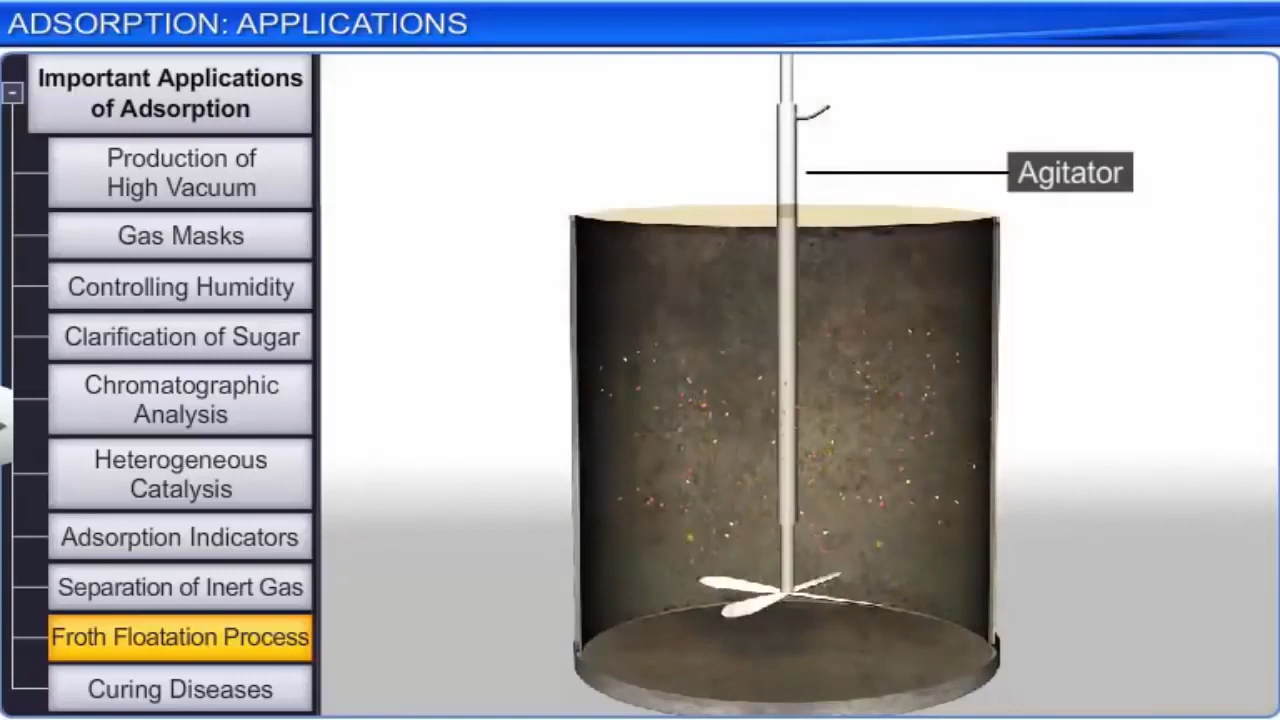 ADSORPTION: APPLICATIONS
Important Applications
of Adsorption
Production of
High Vacuum
Gas Masks
Controlling Humidity
Clarification of Sugar
Chromatographic
Analysis
Heterogeneous
Catalysis
Adsorption Indicators
Separation of Inert Gas
Froth Floatation Process
Curing Diseases
Agitator